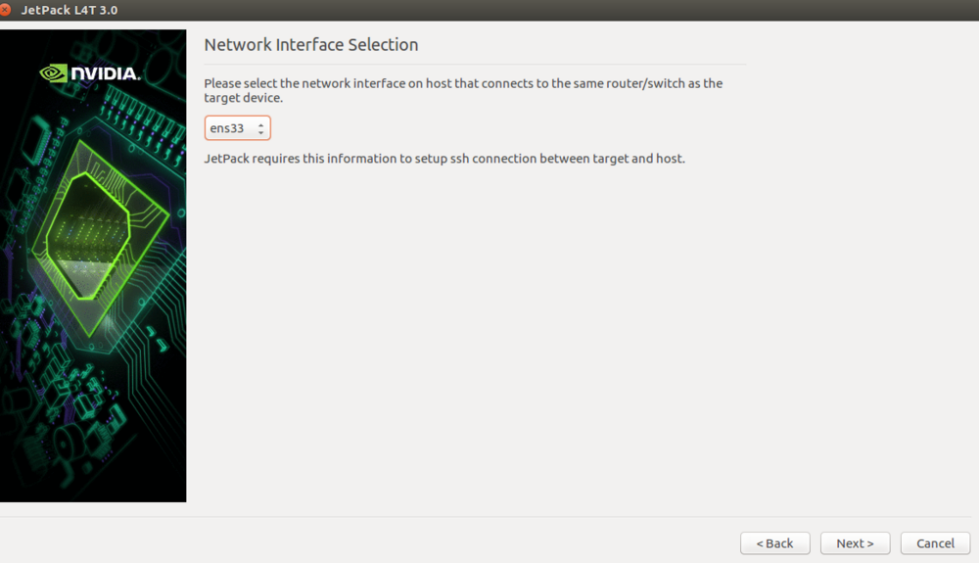 JetPack L4T 3.0
NVIDIA.
Network Interface Selection
Please select the network interface on host that connects to the same router/switch as the
target device.
ens33
JetPack requires this information to setup ssh connection between target and host.
< Back
Next >
Cancel